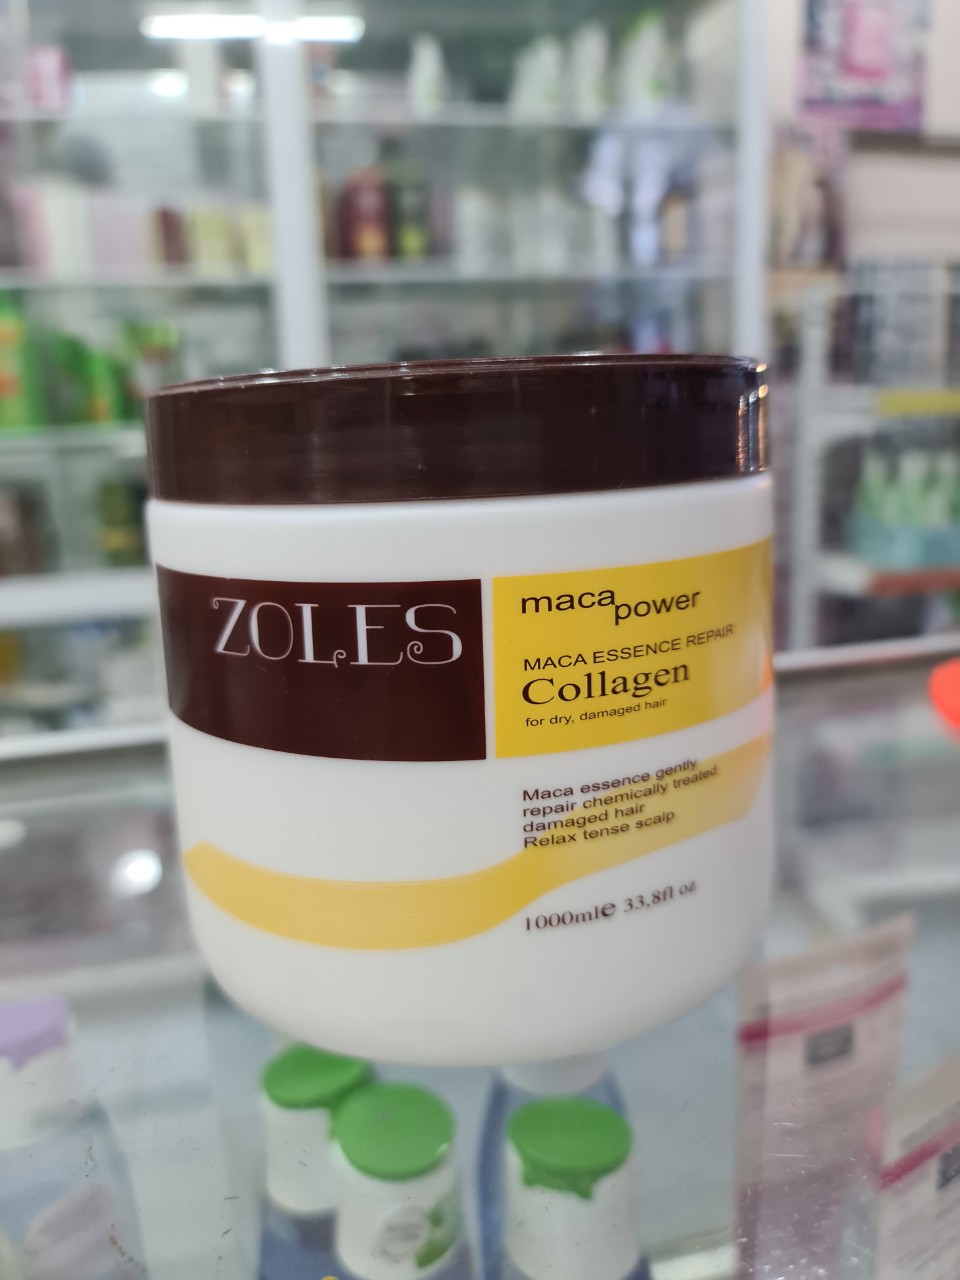 ZOLES
maca power
MACA ESSENCE REPAIR
Collagen
for dry, damaged hair
Maca essence gently
repair chemically treated
damaged hair
Relax tense scalp
1000ml℮ 33,8fl oz